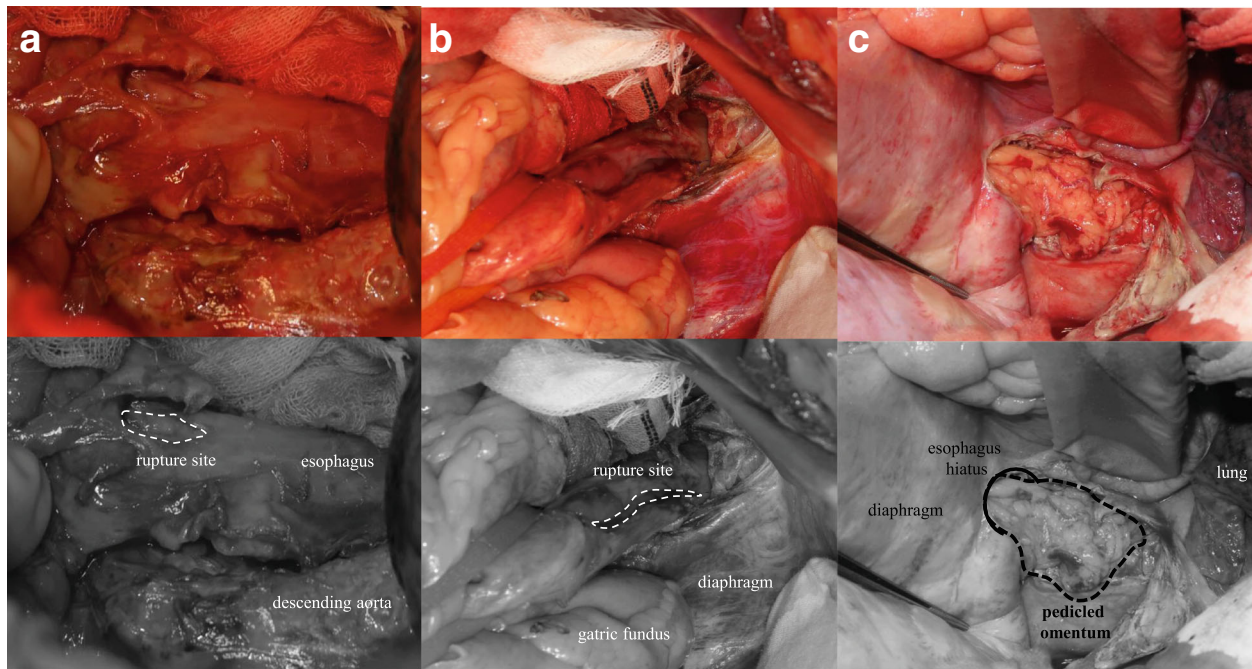 a
b
c
rupture site
esophagus
descending aorta
rupture site
diaphragm
gatric fundus
esophagus
hiatus
lung
diaphragm
pedicled
omentum